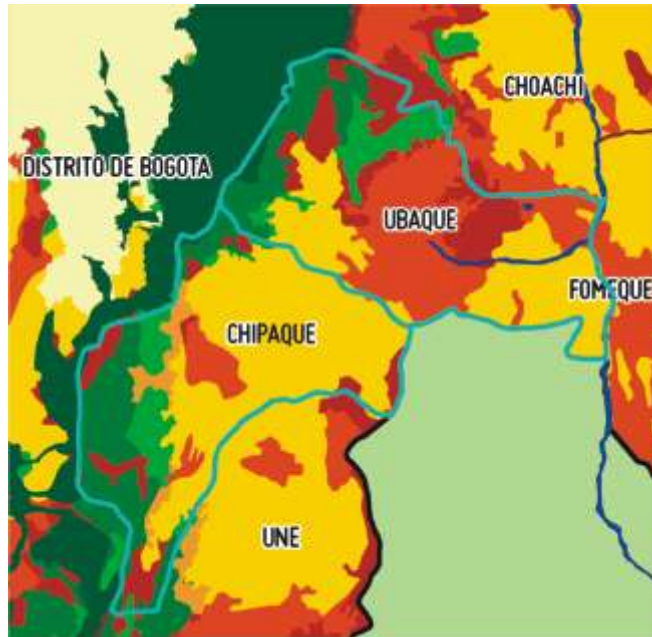 CHOACHI
DISTRITO DE BOGOTA
UBAQUE
FOMEQUE
CHIPAQUE
UNE